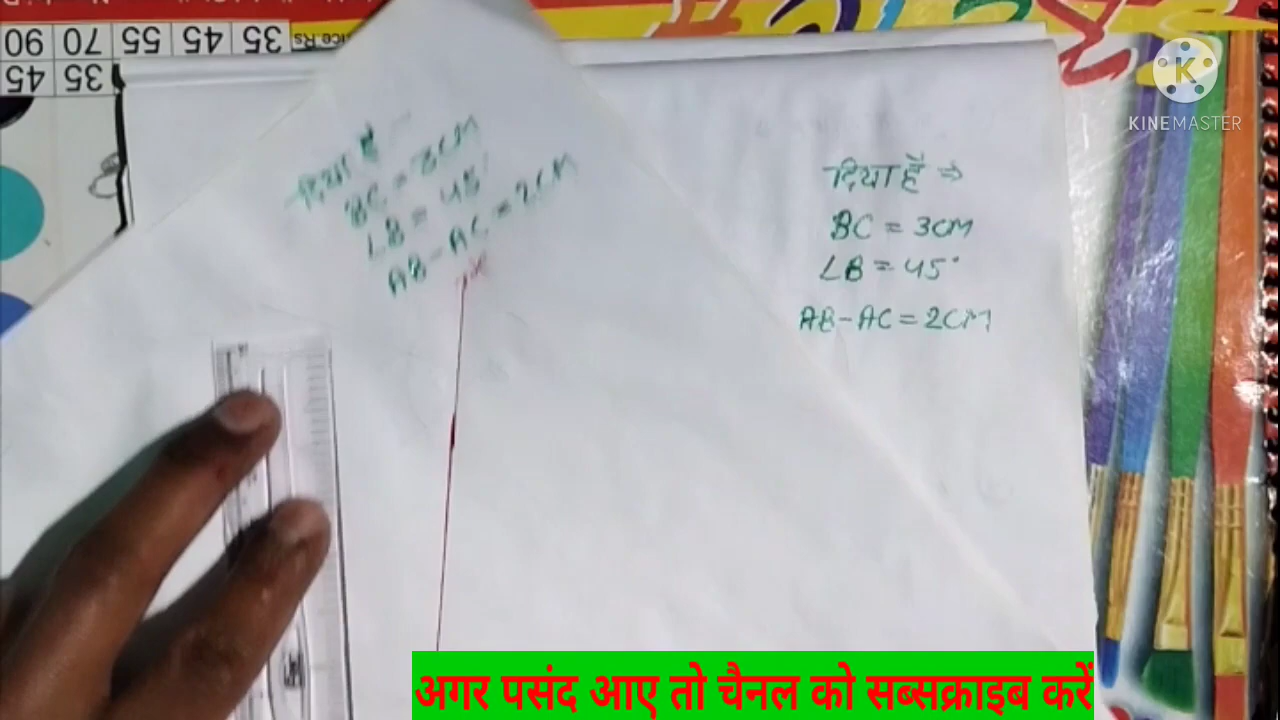 35 45 55 70 90
35 45
KINEMASTER
दिया है
BC = 3CM
∠B = 45°
AB-AC = 2CM
X
दिया हैं ⇒
BC = 3CM
∠B = 45°
AB-AC = 2CM
अगर पसंद आए तो चैनल को सब्सक्राइब करें